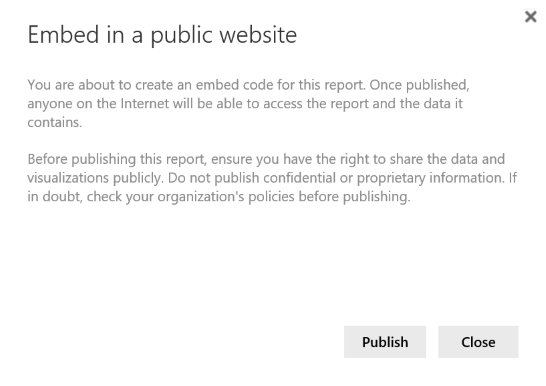 Embed in a public website
You are about to create an embed code for this report. Once published,
anyone on the Internet will be able to access the report and the data it
contains.
Before publishing this report, ensure you have the right to share the data and
visualizations publicly. Do not publish confidential or proprietary information. If
in doubt, check your organization's policies before publishing.
Publish Close